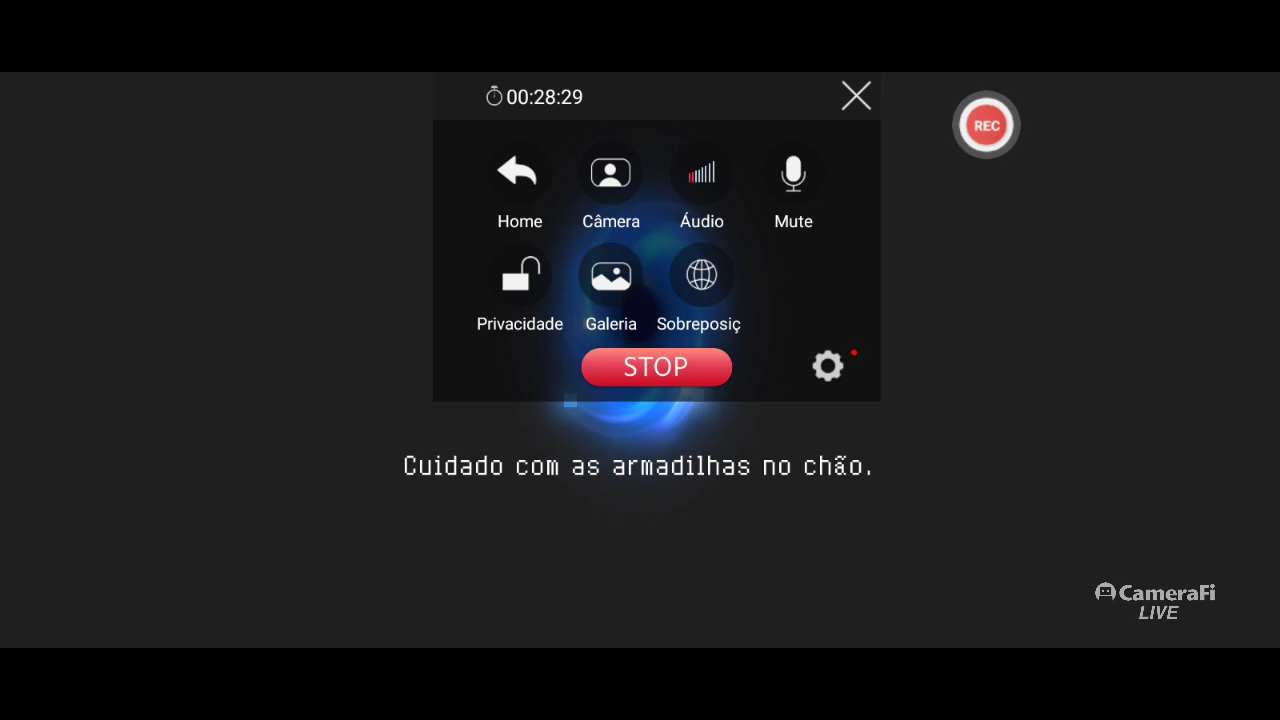 00:28:29
REC
Home Câmera Áudio Mute
Privacidade Galeria Sobreposiç
STOP
Cuidado com as armadilhas no chão.
CameraFi
LIVE